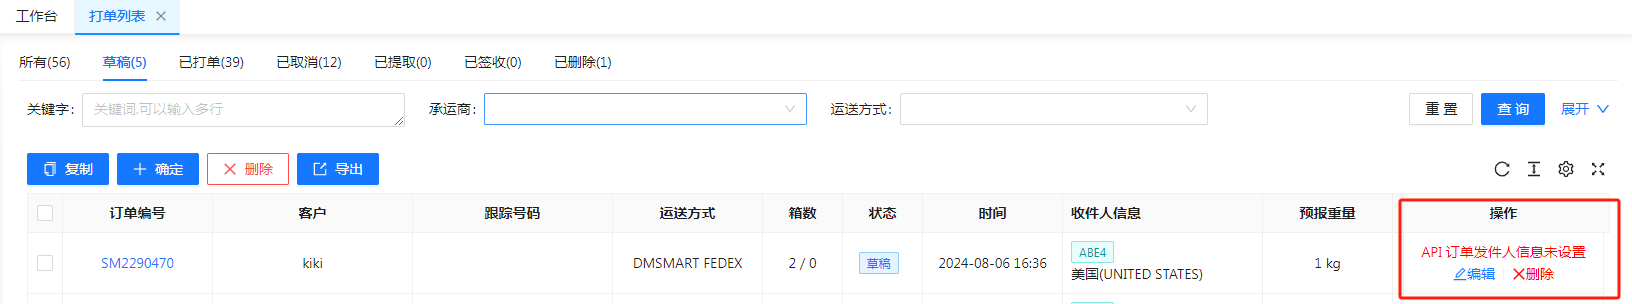 工作台 打单列表
所有(56) 草稿(5) 已打单(39) 已取消(12) 已提取(0) 已签收(0) 已删除(1)
关键字: 关键词,可以输入多行 承运商: 运送方式: 重 置 查 询 展开
复制 确定 删除 导出
订单编号 客户 跟踪号码 运送方式 箱数 状态 时间 收件人信息 预报重量 操作
ABE4 API 订单发件人信息未设置
SM2290470 kiki DMSMART FEDEX 2 / 0 草稿 2024-08-06 16:36 1 kg
美国(UNITED STATES) 编辑 删除